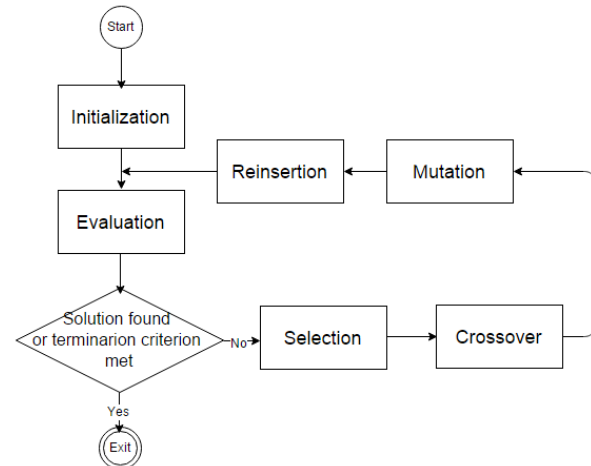 Start
Initialization
Reinsertion
Mutation
Evaluation
Solution found
or terminarion criterion
met
No
Selection
Crossover
Yes
Exit